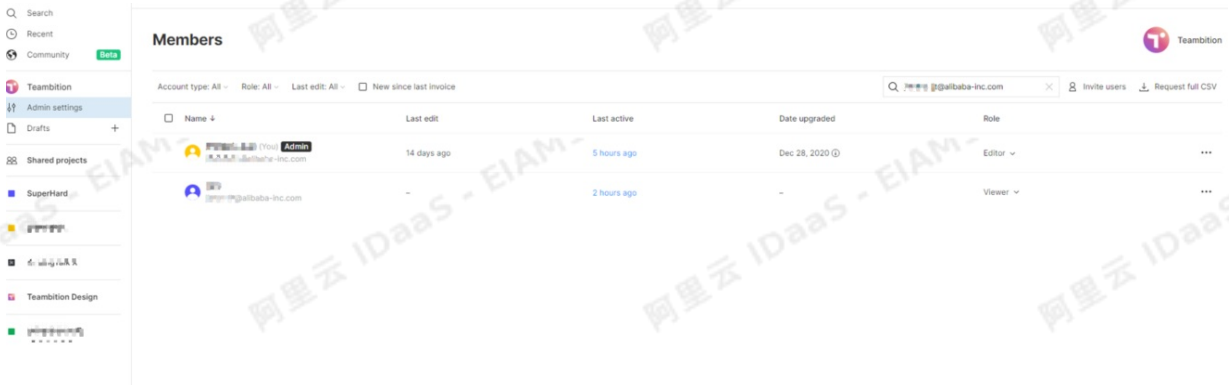 Search
Recent
Community Beta
Teambition
Admin settings
Drafts
Shared projects
SuperHard
Teambition Design
Members
Teambition
Account type: All Role: All Last edit: All New since last invoice
@alibaba-inc.com Invite users Request full CSV
Name Last edit Last active Date upgraded Role
(You) Admin
-inc.com
14 days ago 5 hours ago Dec 28, 2020 Editor
@alibaba-inc.com
– 2 hours ago – Viewer
阿里云 IDaaS - EIAM-
阿里云 IDaaS - EIAM-
阿里云 IDaaS